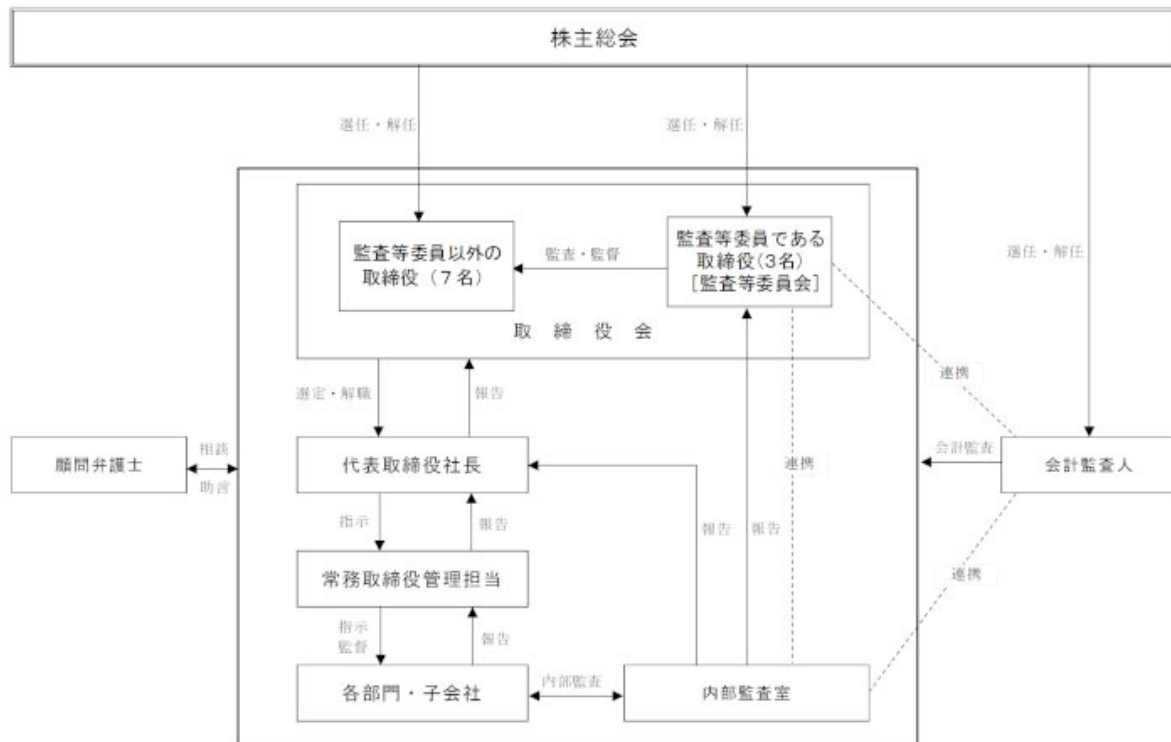 株主総会
選任・解任
選任・解任
選任・解任
監査等委員以外の
取締役（７名）
監査・監督
監査等委員である
取締役(3名)
[監査等委員会]
取締役会
選定・解職
報告
連携
顧問弁護士
相談
助言
代表取締役社長
連携
会計監査
会計監査人
指示
報告
報告
報告
常務取締役管理担当
連携
指示
監督
報告
各部門・子会社
内部監査
内部監査室